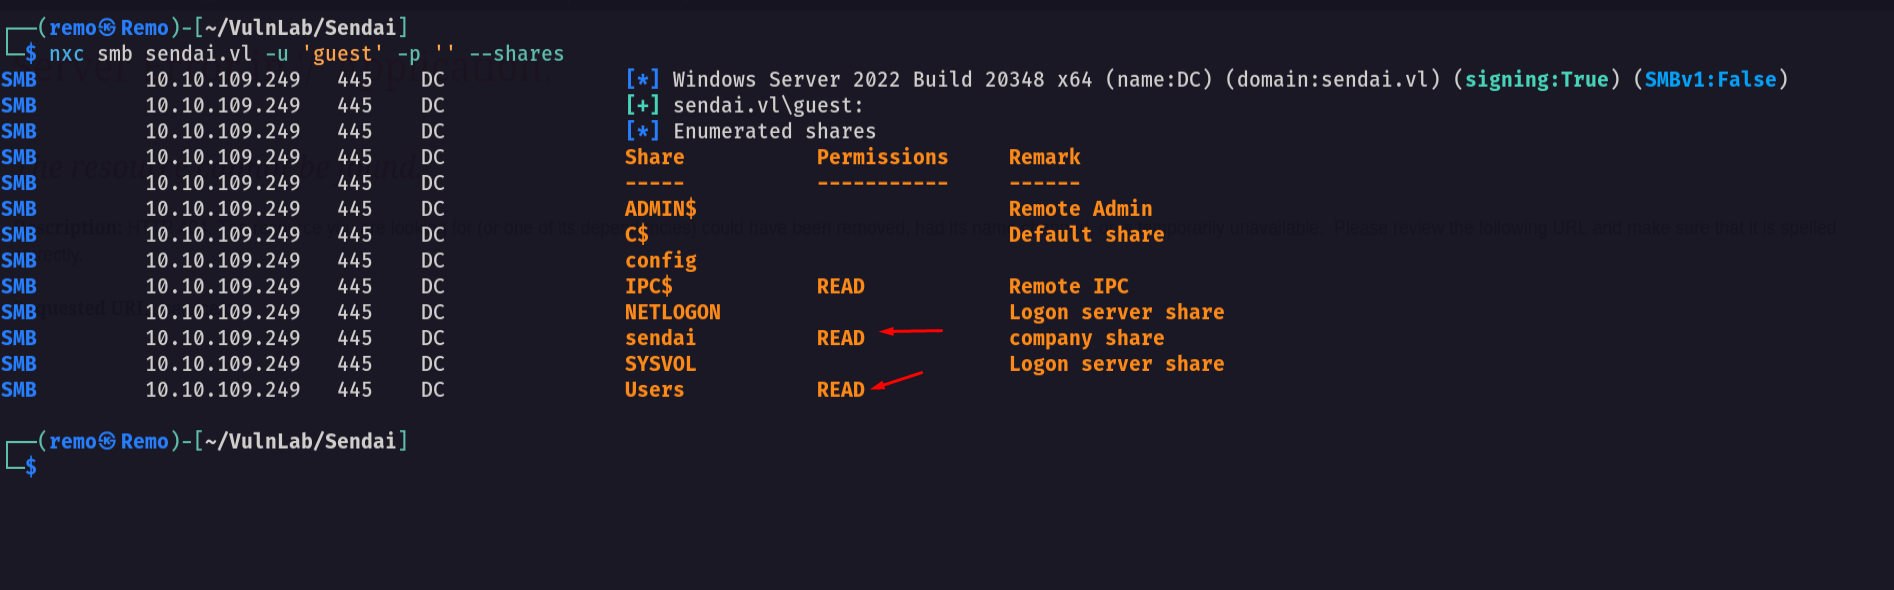 ┌──(remo㉿Remo)-[~/VulnLab/Sendai]
└─$ nxc smb sendai.vl -u 'guest' -p '' --shares
SMB 10.10.109.249 445 DC [*] Windows Server 2022 Build 20348 x64 (name:DC) (domain:sendai.vl) (signing:True) (SMBv1:False)
SMB 10.10.109.249 445 DC [+] sendai.vl\guest:
SMB 10.10.109.249 445 DC [*] Enumerated shares
SMB 10.10.109.249 445 DC Share Permissions Remark
SMB 10.10.109.249 445 DC ----- ----------- ------
SMB 10.10.109.249 445 DC ADMIN$ Remote Admin
SMB 10.10.109.249 445 DC C$ Default share
SMB 10.10.109.249 445 DC config
SMB 10.10.109.249 445 DC IPC$ READ Remote IPC
SMB 10.10.109.249 445 DC NETLOGON Logon server share
SMB 10.10.109.249 445 DC sendai READ company share
SMB 10.10.109.249 445 DC SYSVOL Logon server share
SMB 10.10.109.249 445 DC Users READ
┌──(remo㉿Remo)-[~/VulnLab/Sendai]
└─$